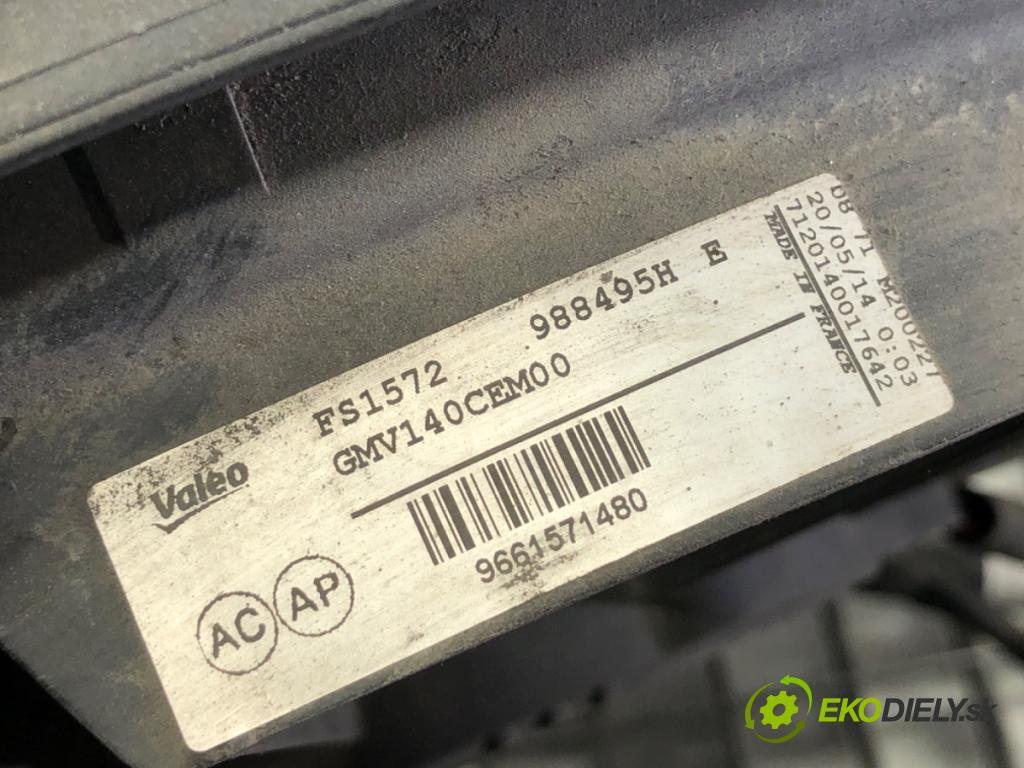 Valeo
FS1572 988495H E
GMV140CEM00
9661571480
AC AP
MADE IN FRANCE
7120140017642
20/05/14 0:03
D8 71 M200227
EKODIELY.sk